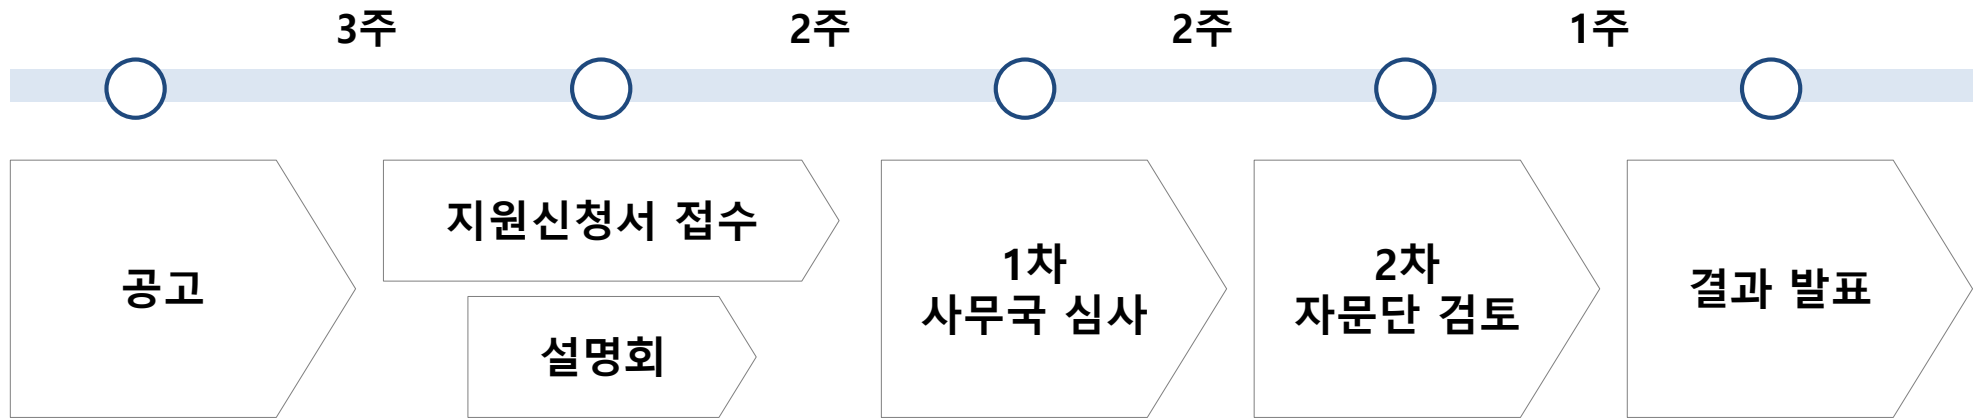 3주
2주
2주
1주
공고
지원신청서 접수
설명회
1차
사무국 심사
2차
자문단 검토
결과 발표